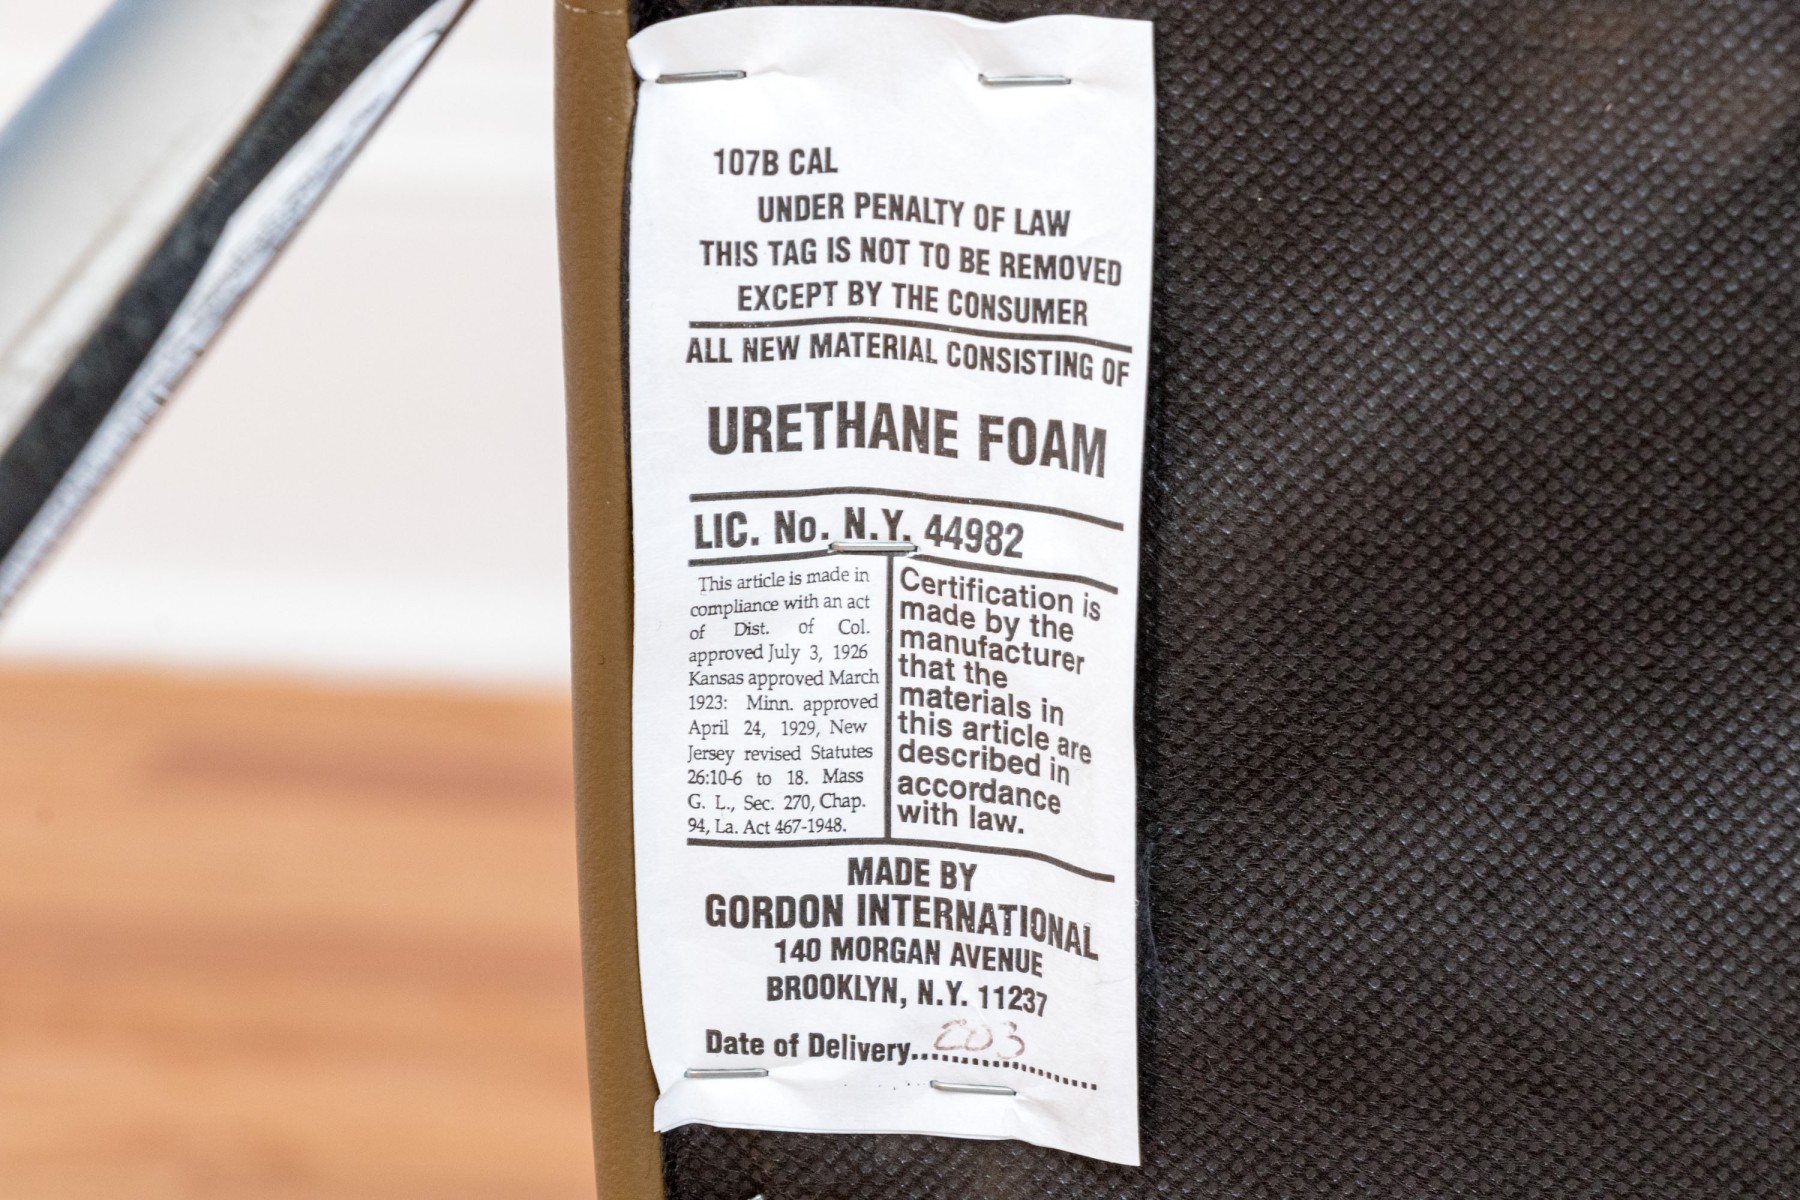 107B CAL
UNDER PENALTY OF LAW
THIS TAG IS NOT TO BE REMOVED
EXCEPT BY THE CONSUMER
ALL NEW MATERIAL CONSISTING OF
URETHANE FOAM
LIC. No. N.Y. 44982
This article is made in
compliance with an act
of Dist. of Col.
approved July 3, 1926
Kansas approved March
1923: Minn. approved
April 24, 1929, New
Jersey revised Statutes
26:10-6 to 18. Mass
G. L., Sec. 270, Chap.
94, La. Act 467-1948.
Certification is
made by the
manufacturer
that the
materials in
this article are
described in
accordance
with law.
MADE BY
GORDON INTERNATIONAL
140 MORGAN AVENUE
BROOKLYN, N.Y. 11237
Date of Delivery.....203..........